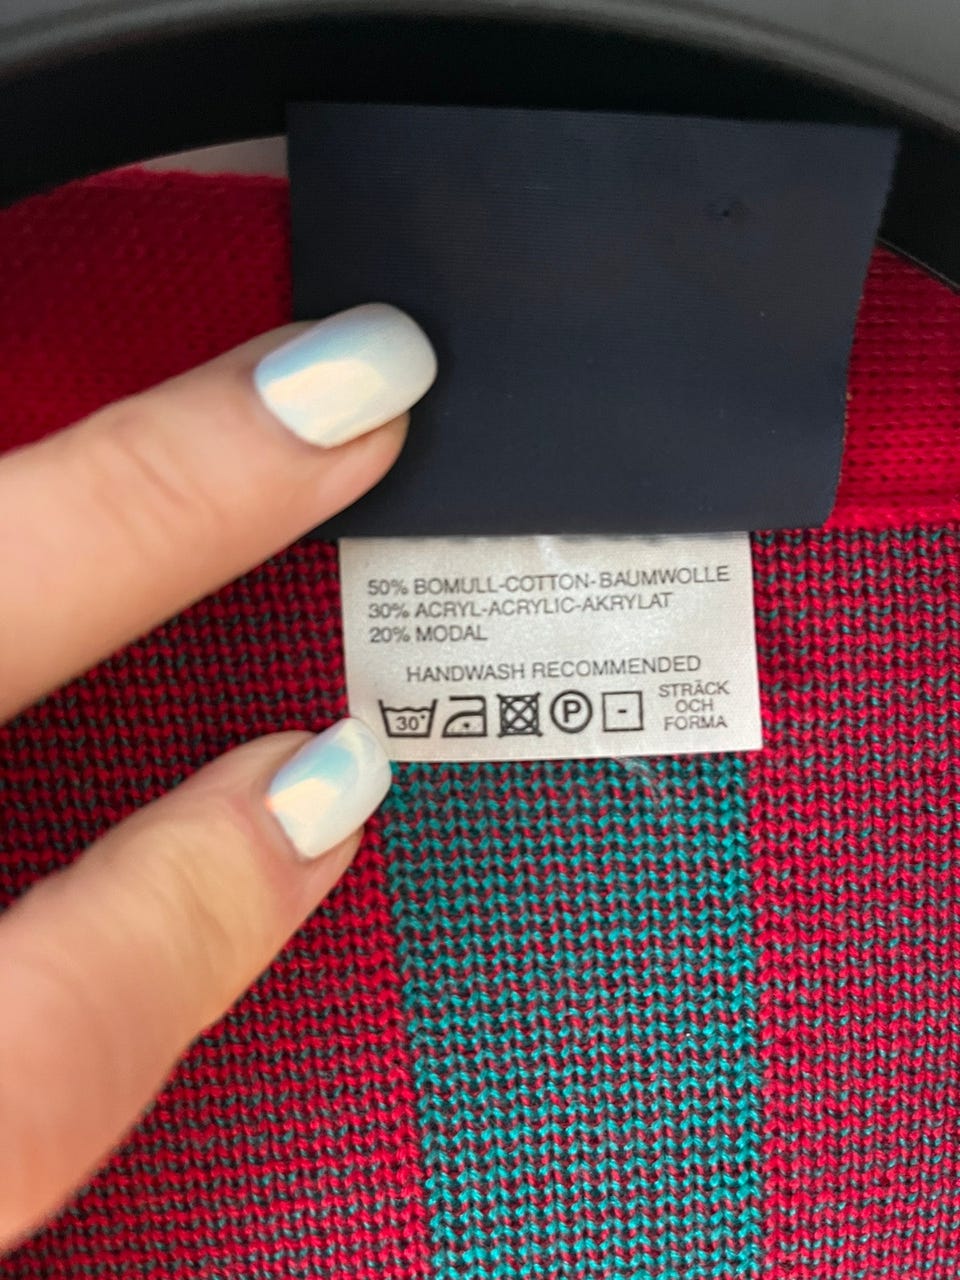 50% BOMULL-COTTON-BAUMWOLLE
30% ACRYL-ACRYLIC-AKRYLAT
20% MODAL
HANDWASH RECOMMENDED
30° P
STRÄCK
OCH
FORMA